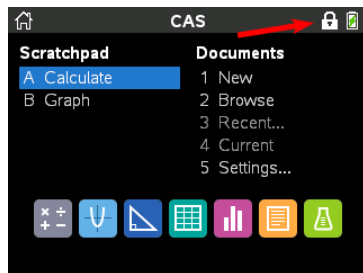 CAS
Scratchpad
A Calculate
B Graph
Documents
1 New
2 Browse
3 Recent...
4 Current
5 Settings...